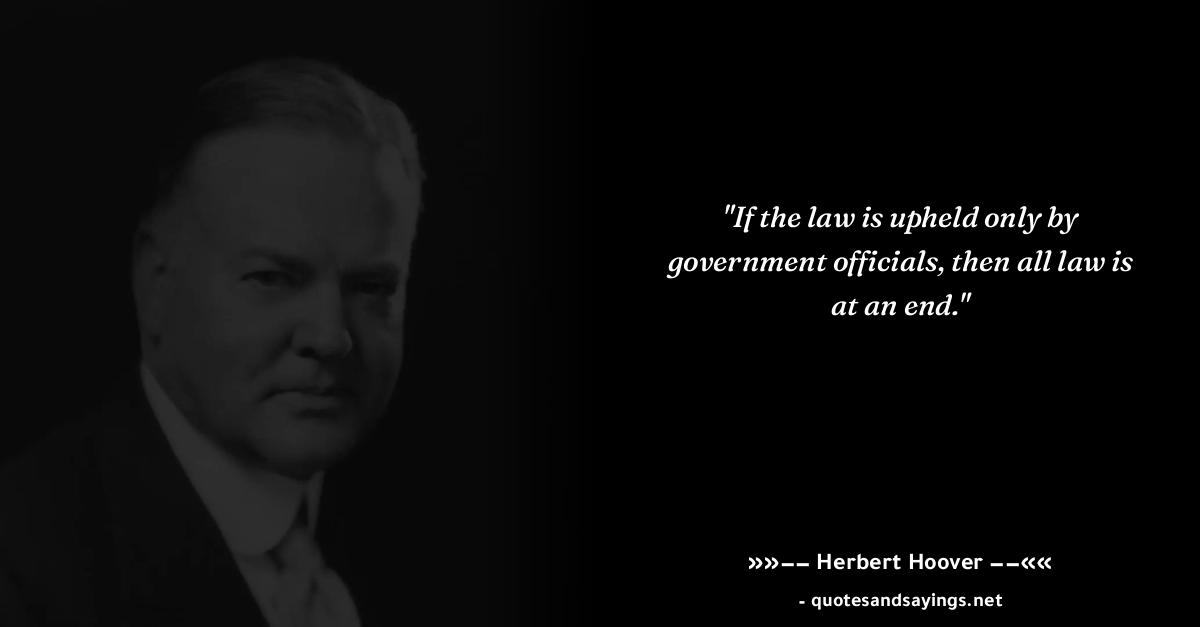 "If the law is upheld only by
government officials, then all law is
at an end."
»»−− Herbert Hoover −−««
- quotesandsayings.net